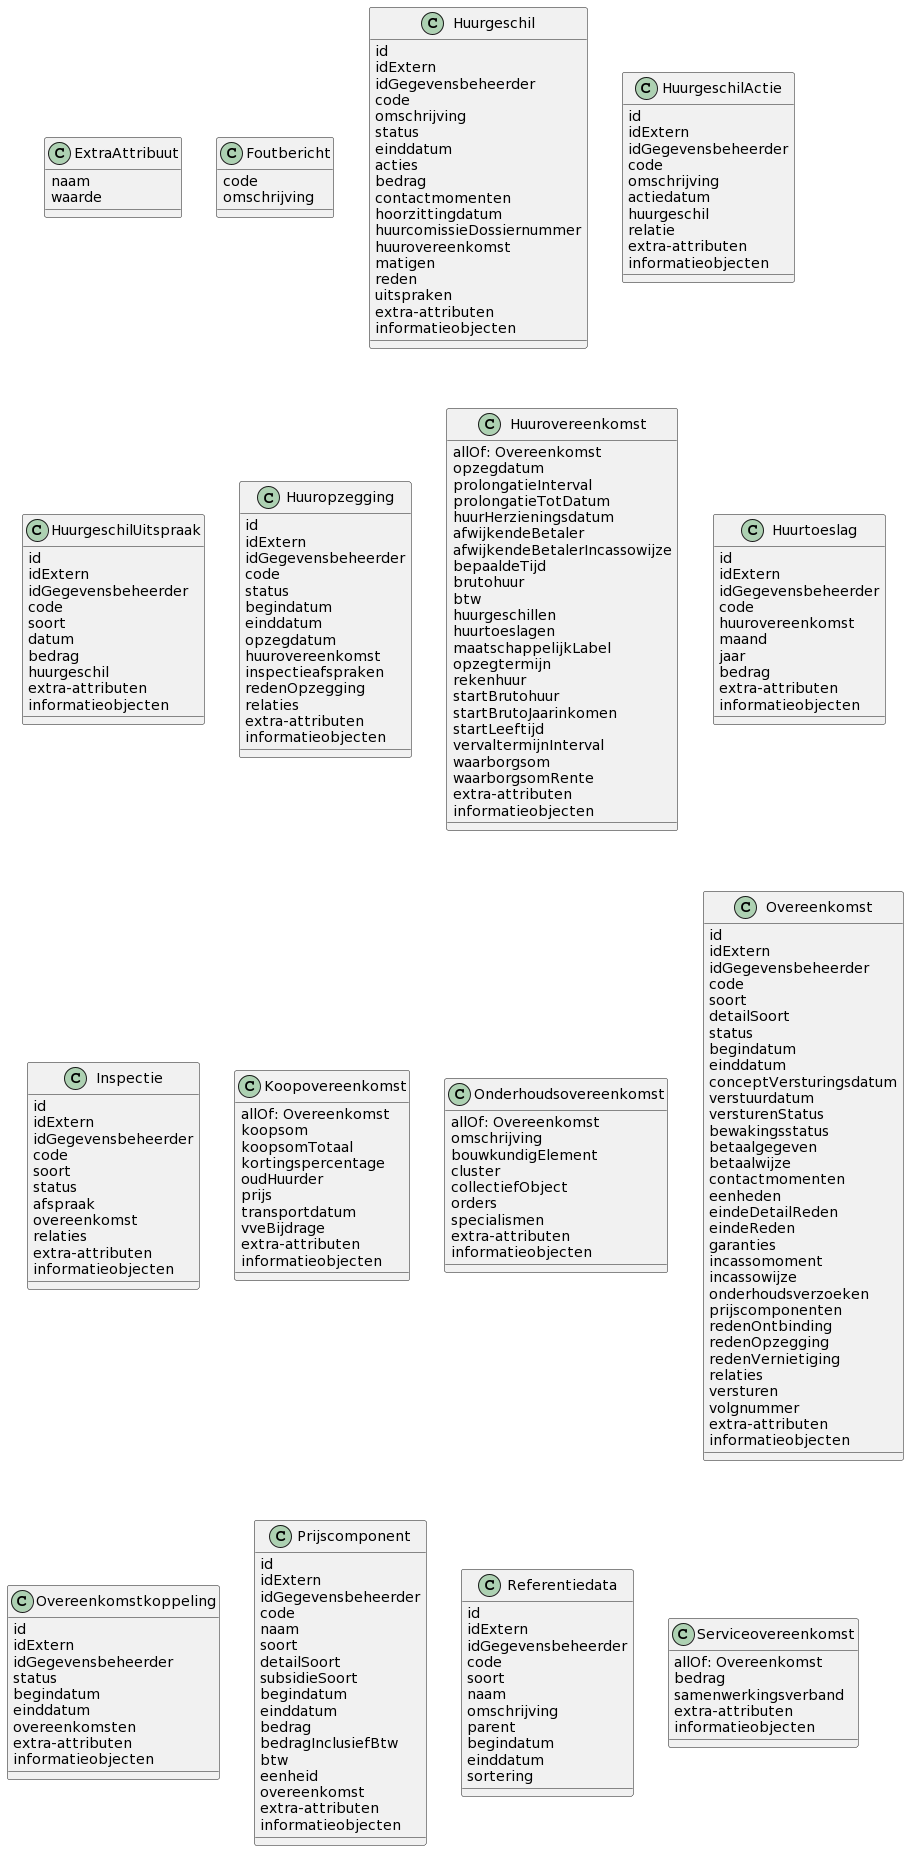 C ExtraAttribuut
naam
waarde
C Foutbericht
code
omschrijving
C Huurgeschil
id
idExtern
idGegevensbeheerder
code
omschrijving
status
einddatum
acties
bedrag
contactmomenten
hoorzittingdatum
huurcomissieDossiernummer
huurovereenkomst
matigen
reden
uitspraken
extra-attributen
informatieobjecten
C HuurgeschilActie
id
idExtern
idGegevensbeheerder
code
omschrijving
actiedatum
huurgeschil
relatie
extra-attributen
informatieobjecten
C HuurgeschilUitspraak
id
idExtern
idGegevensbeheerder
code
soort
datum
bedrag
huurgeschil
extra-attributen
informatieobjecten
C Huuropzegging
id
idExtern
idGegevensbeheerder
code
status
begindatum
einddatum
opzegdatum
huurovereenkomst
inspectieafspraken
redenOpzegging
relaties
extra-attributen
informatieobjecten
C Huurovereenkomst
allOf: Overeenkomst
opzegdatum
prolongatieInterval
prolongatieTotDatum
huurHerzieningsdatum
afwijkendeBetaler
afwijkendeBetalerIncassowijze
bepaaldeTijd
brutohuur
btw
huurgeschillen
huurtoeslagen
maatschappelijkLabel
opzegtermijn
rekenhuur
startBrutohuur
startBrutoJaarinkomen
startLeeftijd
vervaltermijnInterval
waarborgsom
waarborgsomRente
extra-attributen
informatieobjecten
C Huurtoeslag
id
idExtern
idGegevensbeheerder
code
huurovereenkomst
maand
jaar
bedrag
extra-attributen
informatieobjecten
C Inspectie
id
idExtern
idGegevensbeheerder
code
soort
status
afspraak
overeenkomst
relaties
extra-attributen
informatieobjecten
C Koopovereenkomst
allOf: Overeenkomst
koopsom
koopsomTotaal
kortingspercentage
oudHuurder
prijs
transportdatum
vveBijdrage
extra-attributen
informatieobjecten
C Onderhoudsovereenkomst
allOf: Overeenkomst
omschrijving
bouwkundigElement
cluster
collectiefObject
orders
specialismen
extra-attributen
informatieobjecten
C Overeenkomst
id
idExtern
idGegevensbeheerder
code
soort
detailSoort
status
begindatum
einddatum
conceptVersturingsdatum
verstuurdatum
versturenStatus
bewakingsstatus
betaalgegeven
betaalwijze
contactmomenten
eenheden
eindeDetailReden
eindeReden
garanties
incassomoment
incassowijze
onderhoudsverzoeken
prijscomponenten
redenOntbinding
redenOpzegging
redenVernietiging
relaties
versturen
volgnummer
extra-attributen
informatieobjecten
C Overeenkomstkoppeling
id
idExtern
idGegevensbeheerder
status
begindatum
einddatum
overeenkomsten
extra-attributen
informatieobjecten
C Prijscomponent
id
idExtern
idGegevensbeheerder
code
naam
soort
detailSoort
subsidieSoort
begindatum
einddatum
bedrag
bedragInclusiefBtw
btw
eenheid
overeenkomst
extra-attributen
informatieobjecten
C Referentiedata
id
idExtern
idGegevensbeheerder
code
soort
naam
omschrijving
parent
begindatum
einddatum
sortering
C Serviceovereenkomst
allOf: Overeenkomst
bedrag
samenwerkingsverband
extra-attributen
informatieobjecten